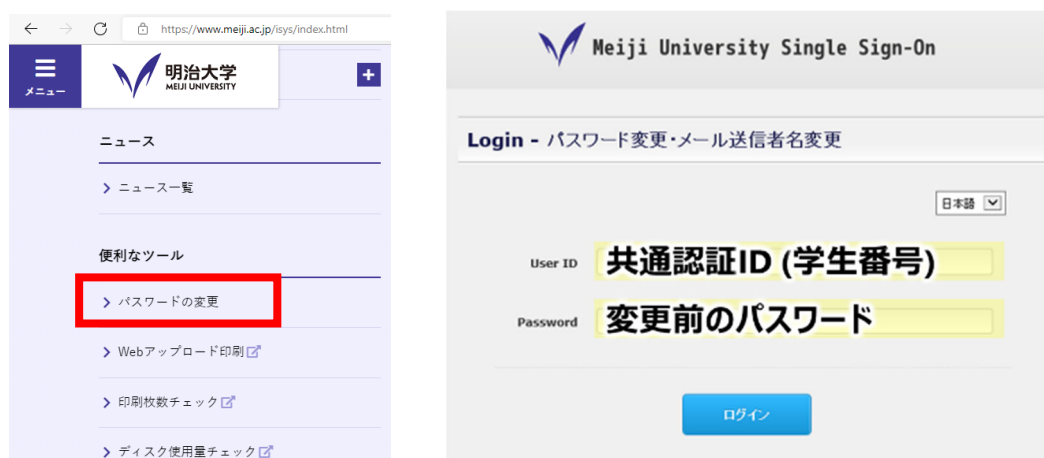 https://www.meiji.ac.jp/isys/index.html
メニュー
明治大学
MEIJI UNIVERSITY
ニュース
ニュース一覧
便利なツール
パスワードの変更
Webアップロード印刷
印刷枚数チェック
ディスク使用量チェック
Meiji University Single Sign-On
Login - パスワード変更・メール送信者名変更
日本語
User ID 共通認証ID (学生番号)
Password 変更前のパスワード
ログイン